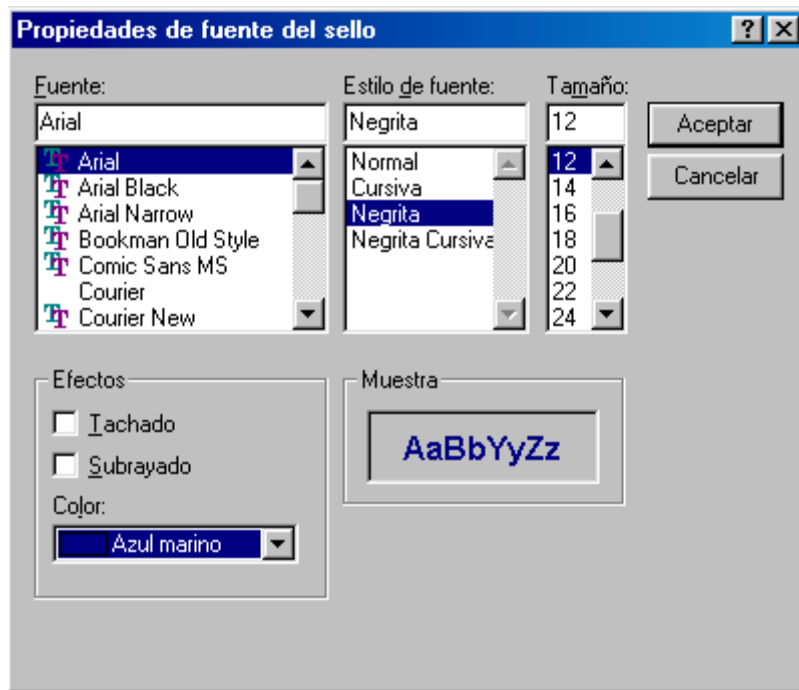 Propiedades de fuente del sello
Fuente:
Arial
Arial
Arial Black
Arial Narrow
Bookman Old Style
Comic Sans MS
Courier
Courier New
Estilo de fuente:
Negrita
Normal
Cursiva
Negrita
Negrita Cursiva
Tamaño:
12
12
14
16
18
20
22
24
Aceptar
Cancelar
Efectos
Tachado
Subrayado
Color:
Azul marino
Muestra
AaBbYyZz